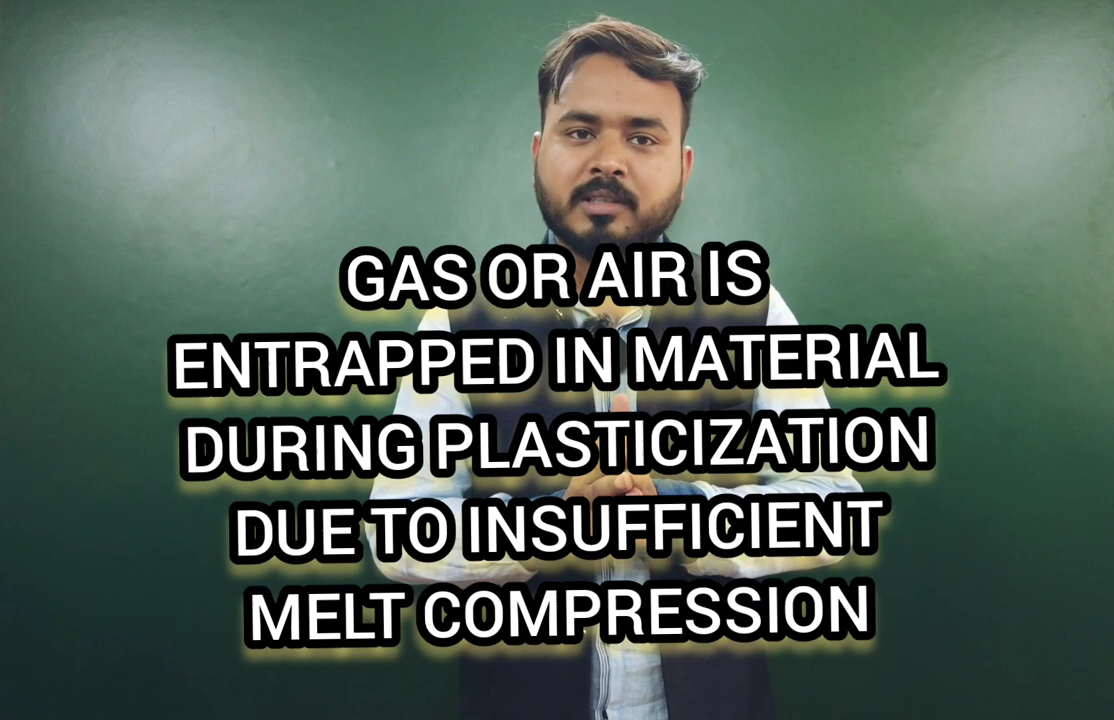 GAS OR AIR IS
ENTRAPPED IN MATERIAL
DURING PLASTICIZATION
DUE TO INSUFFICIENT
MELT COMPRESSION